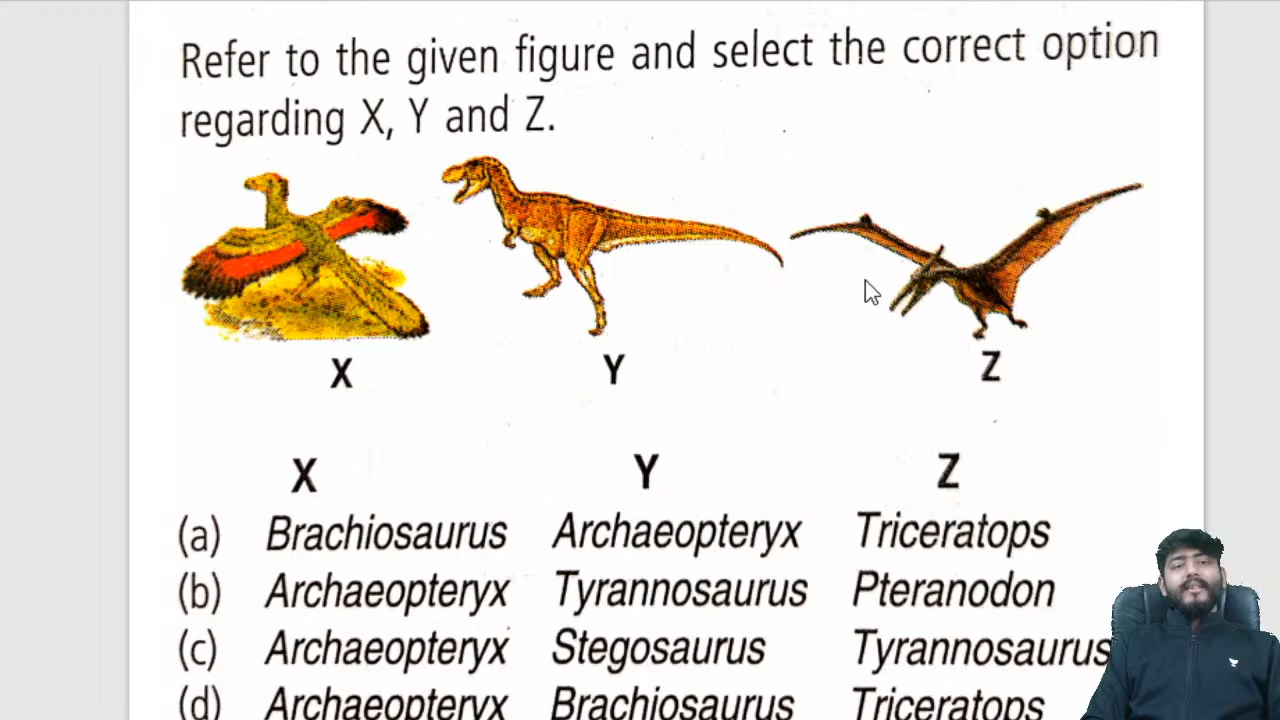 Refer to the given figure and select the correct option
regarding X, Y and Z.
X Y Z
X Y Z
(a) Brachiosaurus Archaeopteryx Triceratops
(b) Archaeopteryx Tyrannosaurus Pteranodon
(c) Archaeopteryx Stegosaurus Tyrannosaurus
(d) Archaeopteryx Brachiosaurus Triceratops